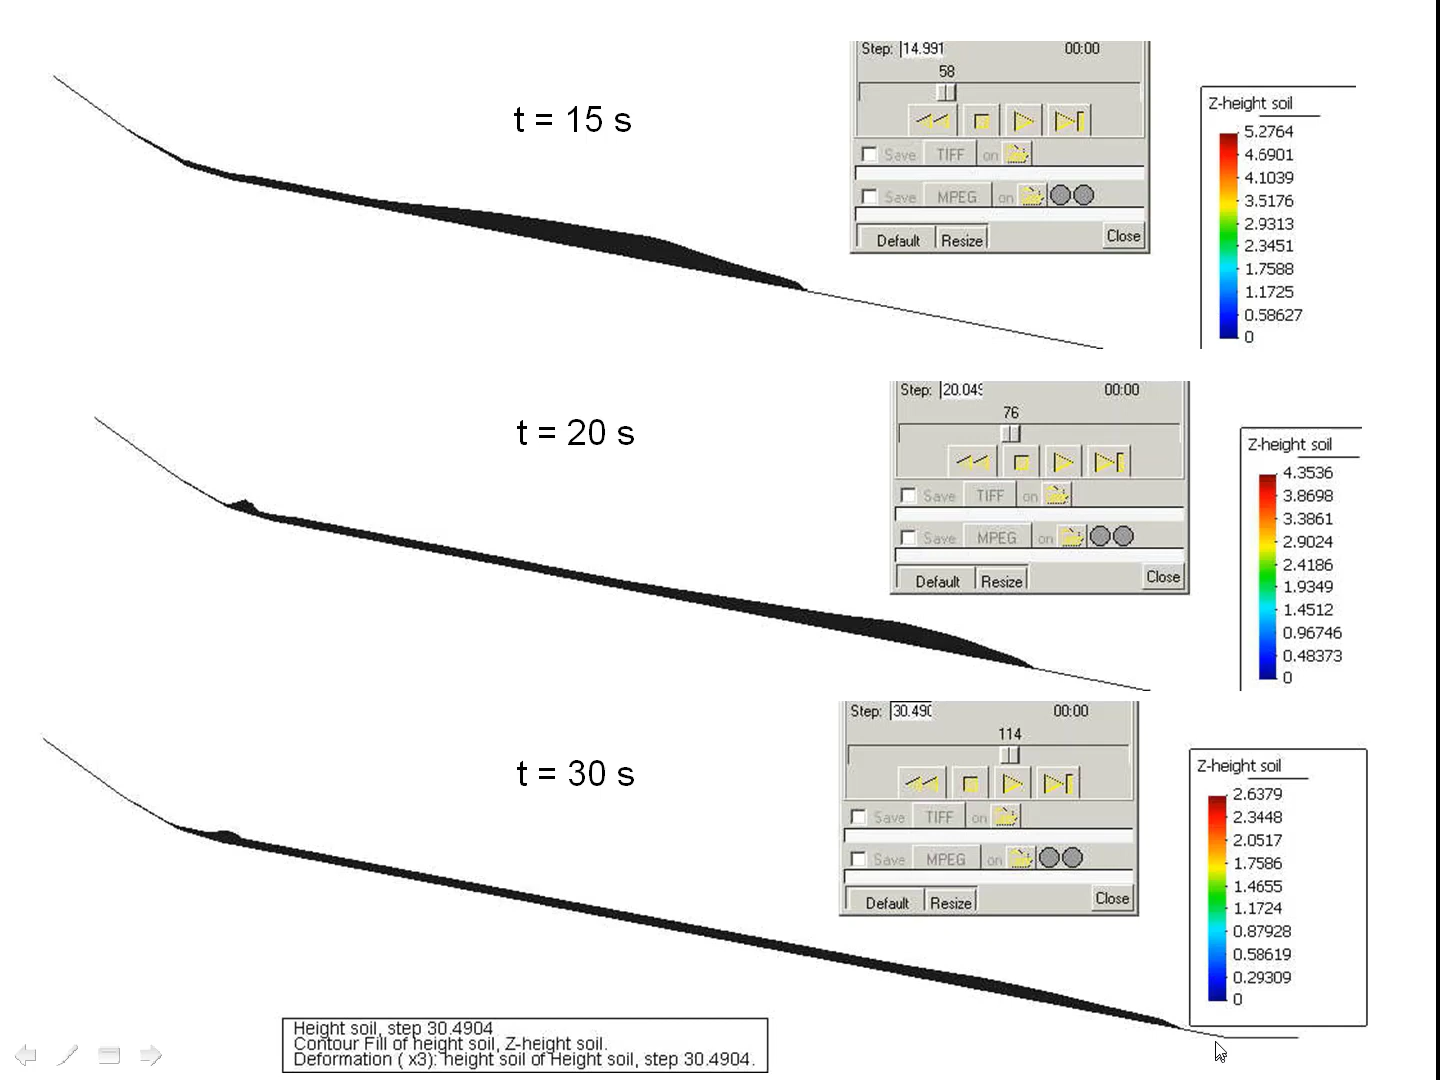 Step: 14.991 00:00
58
t = 15 s
Z-height soil
5.2764
4.6901
4.1039
3.5176
2.9313
2.3451
1.7588
1.1725
0.58627
0
Save TIFF on
Save MPEG on
Default Resize Close
Step: 20.049 00:00
76
t = 20 s
Z-height soil
4.3536
3.8698
3.3861
2.9024
2.4186
1.9349
1.4512
0.96746
0.48373
0
Save TIFF on
Save MPEG on
Default Resize Close
Step: 30.490 00:00
114
t = 30 s
Z-height soil
2.6379
2.3448
2.0517
1.7586
1.4655
1.1724
0.87928
0.58619
0.29309
0
Save TIFF on
Save MPEG on
Default Resize Close
Height soil, step 30.4904
Contour Fill of height soil, Z-height soil.
Deformation ( x3): height soil of Height soil, step 30.4904.